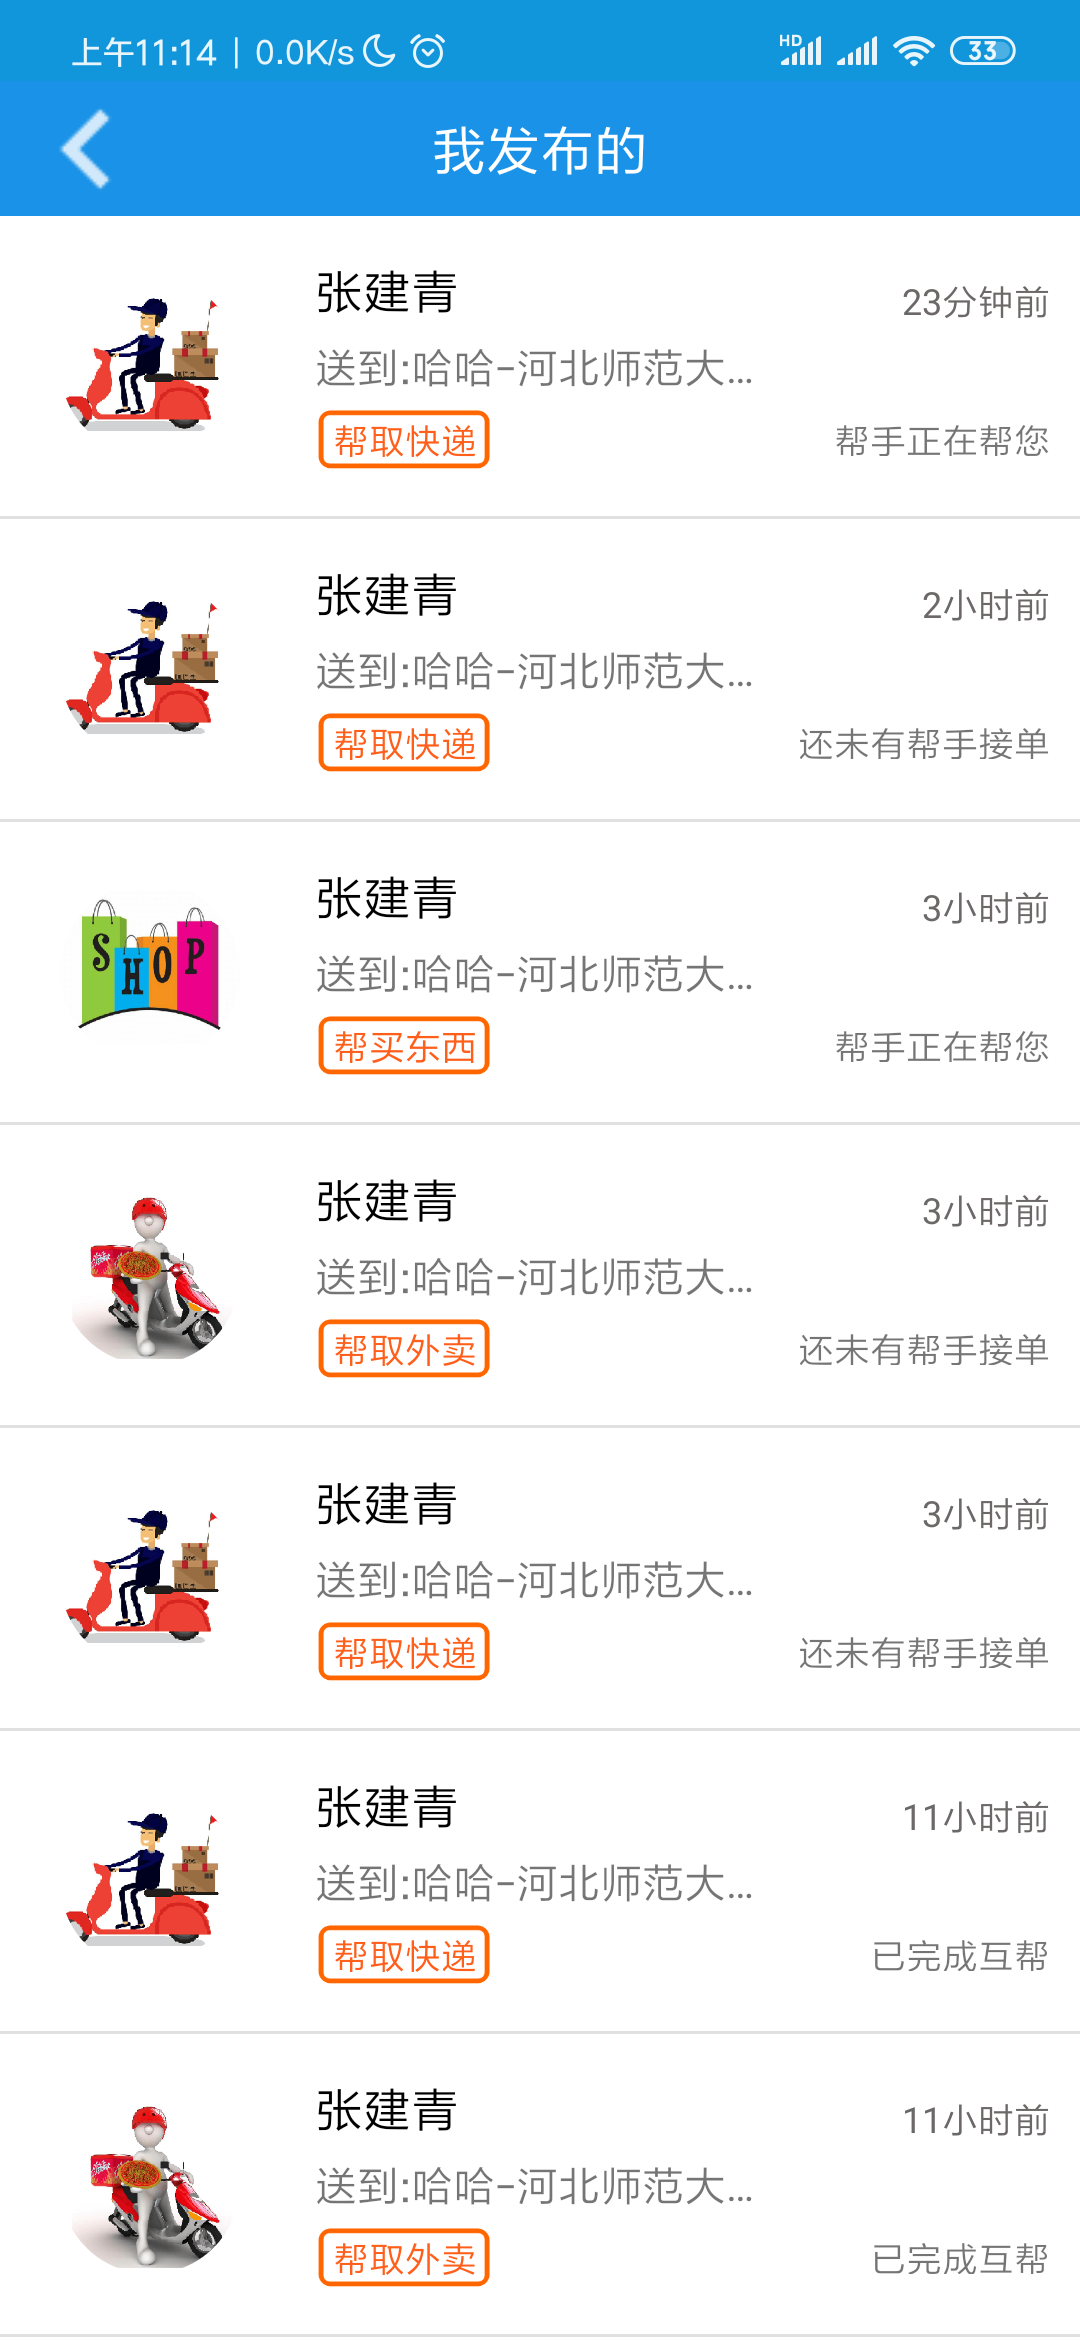 上午11:14 | 0.0K/s
HD
33
我发布的
张建青
23分钟前
送到:哈哈-河北师范大...
帮取快递
帮手正在帮您
张建青
2小时前
送到:哈哈-河北师范大...
帮取快递
还未有帮手接单
SHOP
张建青
3小时前
送到:哈哈-河北师范大...
帮买东西
帮手正在帮您
张建青
3小时前
送到:哈哈-河北师范大...
帮取外卖
还未有帮手接单
张建青
3小时前
送到:哈哈-河北师范大...
帮取快递
还未有帮手接单
张建青
11小时前
送到:哈哈-河北师范大...
帮取快递
已完成互帮
张建青
11小时前
送到:哈哈-河北师范大...
帮取外卖
已完成互帮